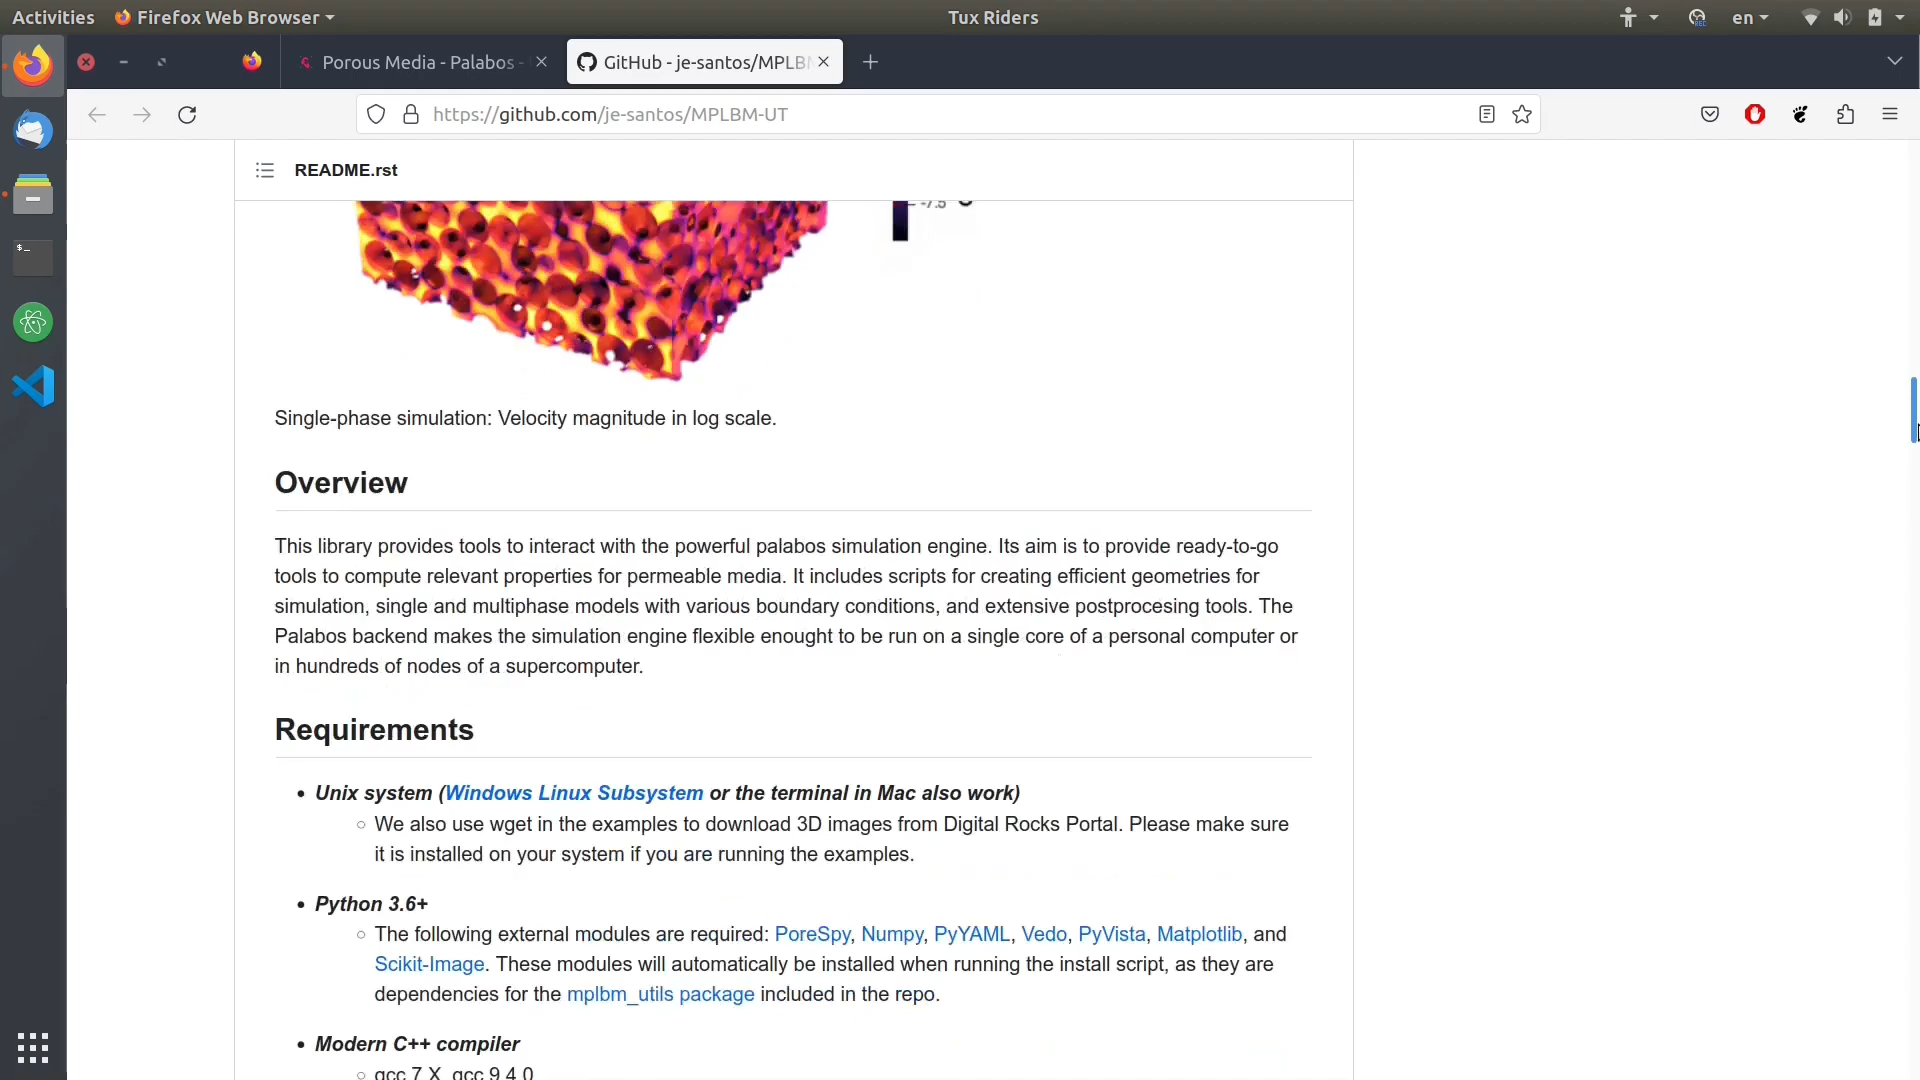 Activities Firefox Web Browser Tux Riders en
Porous Media - Palabos - GitHub - je-santos/MPLB
https://github.com/je-santos/MPLBM-UT
README.rst
-7.5
Single-phase simulation: Velocity magnitude in log scale.
Overview
This library provides tools to interact with the powerful palabos simulation engine. Its aim is to provide ready-to-go
tools to compute relevant properties for permeable media. It includes scripts for creating efficient geometries for
simulation, single and multiphase models with various boundary conditions, and extensive postprocesing tools. The
Palabos backend makes the simulation engine flexible enought to be run on a single core of a personal computer or
in hundreds of nodes of a supercomputer.
Requirements
• Unix system (Windows Linux Subsystem or the terminal in Mac also work)
○ We also use wget in the examples to download 3D images from Digital Rocks Portal. Please make sure
it is installed on your system if you are running the examples.
• Python 3.6+
○ The following external modules are required: PoreSpy, Numpy, PyYAML, Vedo, PyVista, Matplotlib, and
Scikit-Image. These modules will automatically be installed when running the install script, as they are
dependencies for the mplbm_utils package included in the repo.
• Modern C++ compiler
○ gcc 7.X, gcc 9.4.0